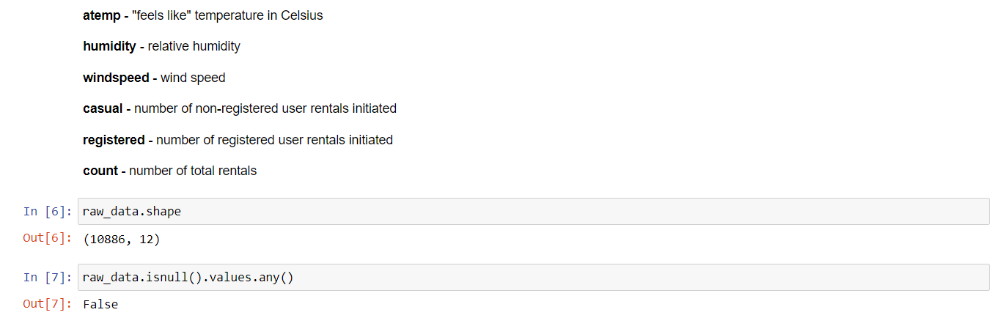 atemp - "feels like" temperature in Celsius
humidity - relative humidity
windspeed - wind speed
casual - number of non-registered user rentals initiated
registered - number of registered user rentals initiated
count - number of total rentals
In [6]: raw_data.shape
Out[6]: (10886, 12)
In [7]: raw_data.isnull().values.any()
Out[7]: False